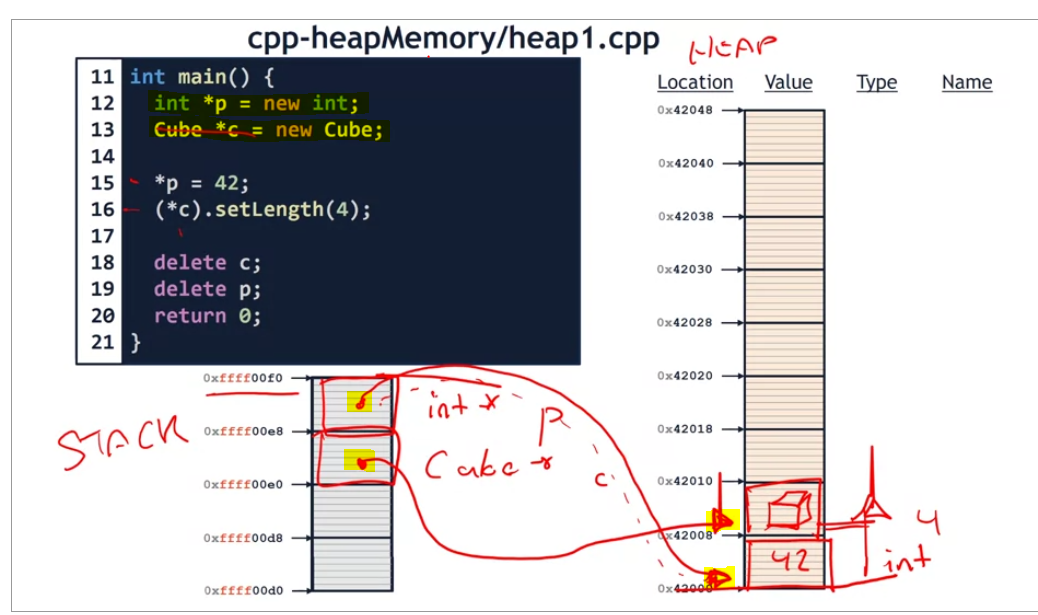 cpp-heapMemory/heap1.cpp
HEAP
11 int main() {
12 int *p = new int;
13 Cube *c = new Cube;
14
15 *p = 42;
16 (*c).setLength(4);
17
18 delete c;
19 delete p;
20 return 0;
21 }
Location Value Type Name
0x42048
0x42040
0x42038
0x42030
0x42028
0x42020
0x42018
0x42010
0x42008
0x42000
4
42 int
STACK
0xffff00f0
int * p
0xffff00e8
Cube * c
0xffff00e0
0xffff00d8
0xffff00d0